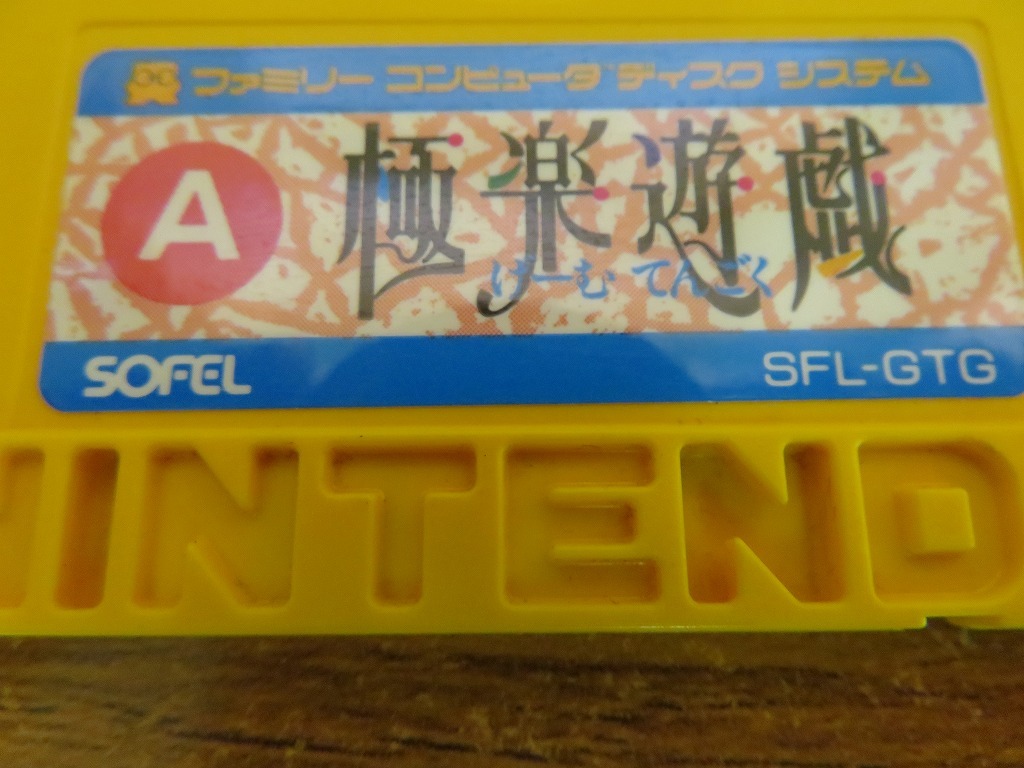 ファミリー コンピュータ ディスク システム
A
極楽遊戯
げーむ てんごく
SOFEL
SFL-GTG
NINTENDO